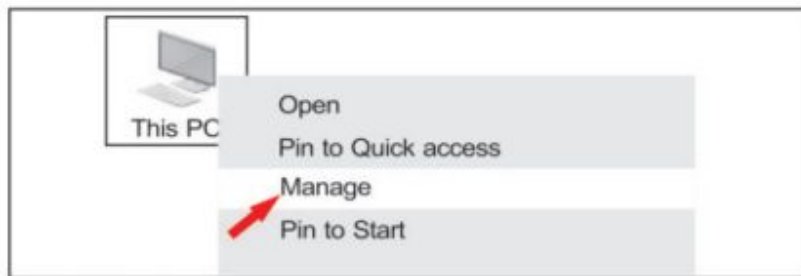 This PC
Open
Pin to Quick access
Manage
Pin to Start